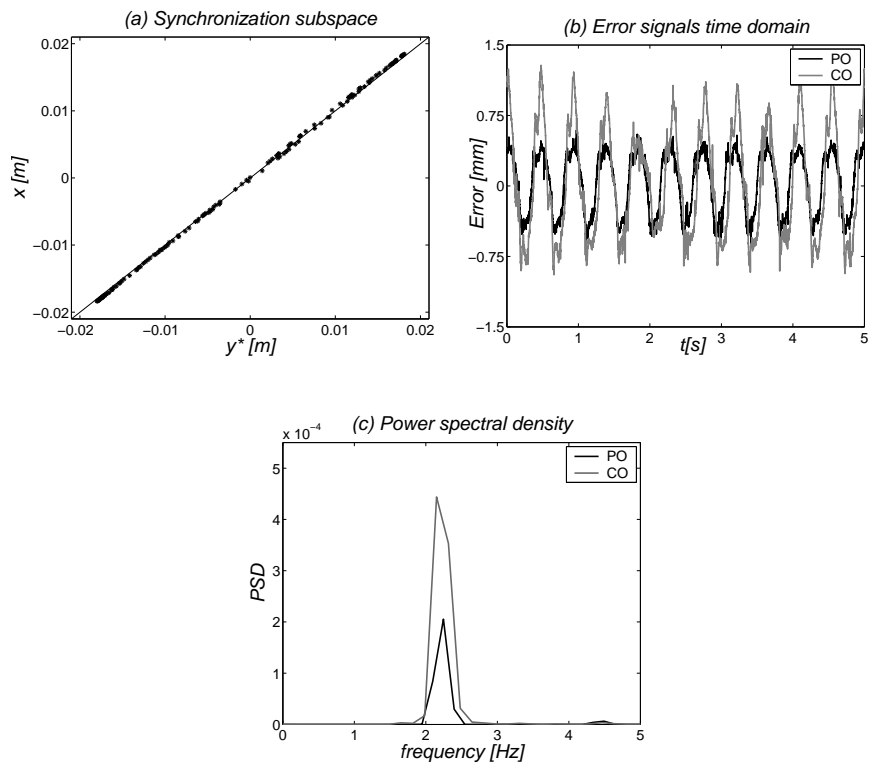 (a) Synchronization subspace
0.02
0.01
0
−0.01
−0.02
x [m]
−0.02 −0.01 0 0.01 0.02
y* [m]
(b) Error signals time domain
1.5
0.75
0
−0.75
−1.5
Error [mm]
PO
CO
0 1 2 3 4 5
t[s]
(c) Power spectral density
x 10⁻⁴
5
4
3
2
1
0
PSD
PO
CO
0 1 2 3 4 5
frequency [Hz]